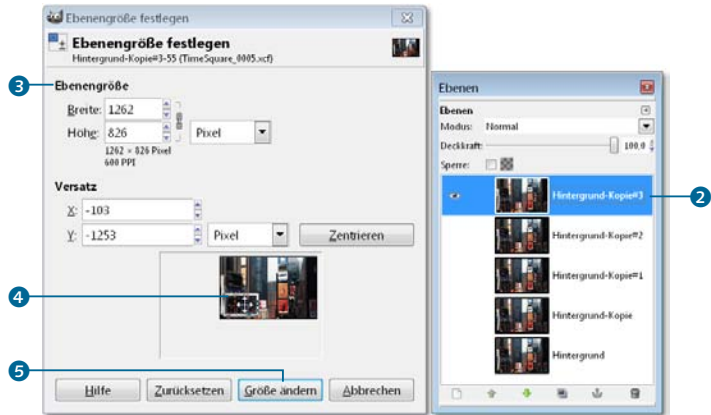 Ebenengröße festlegen
Ebenengröße festlegen
Hintergrund-Kopie#3-55 (TimeSquare_0005.xcf)
3
Ebenengröße
Breite: 1262
Höhe: 826 Pixel
1262 × 826 Pixel
600 PPI
Versatz
X: -103
Y: -1253 Pixel Zentrieren
4
5
Hilfe Zurücksetzen Größe ändern Abbrechen
Ebenen
Ebenen
Modus: Normal
Deckkraft: 100,0
Sperre:
Hintergrund-Kopie#3
2
Hintergrund-Kopie#2
Hintergrund-Kopie#1
Hintergrund-Kopie
Hintergrund